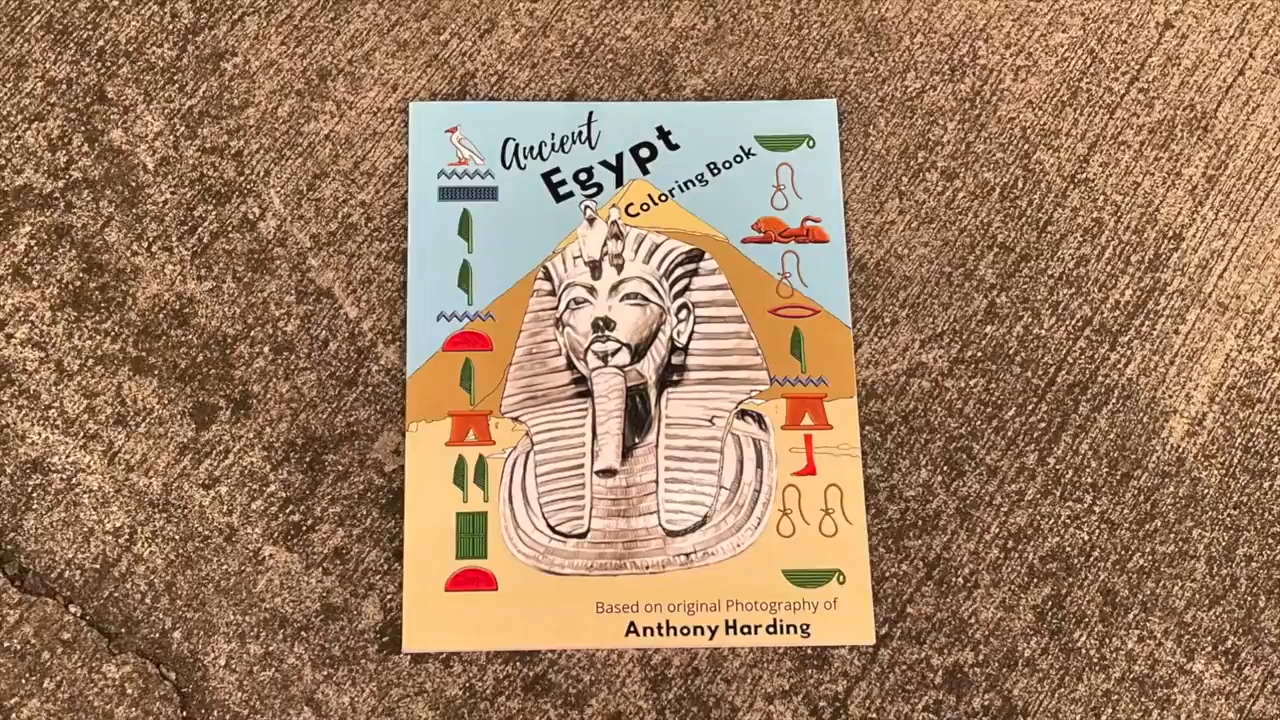 Ancient
Egypt
Coloring Book
Based on original Photography of
Anthony Harding